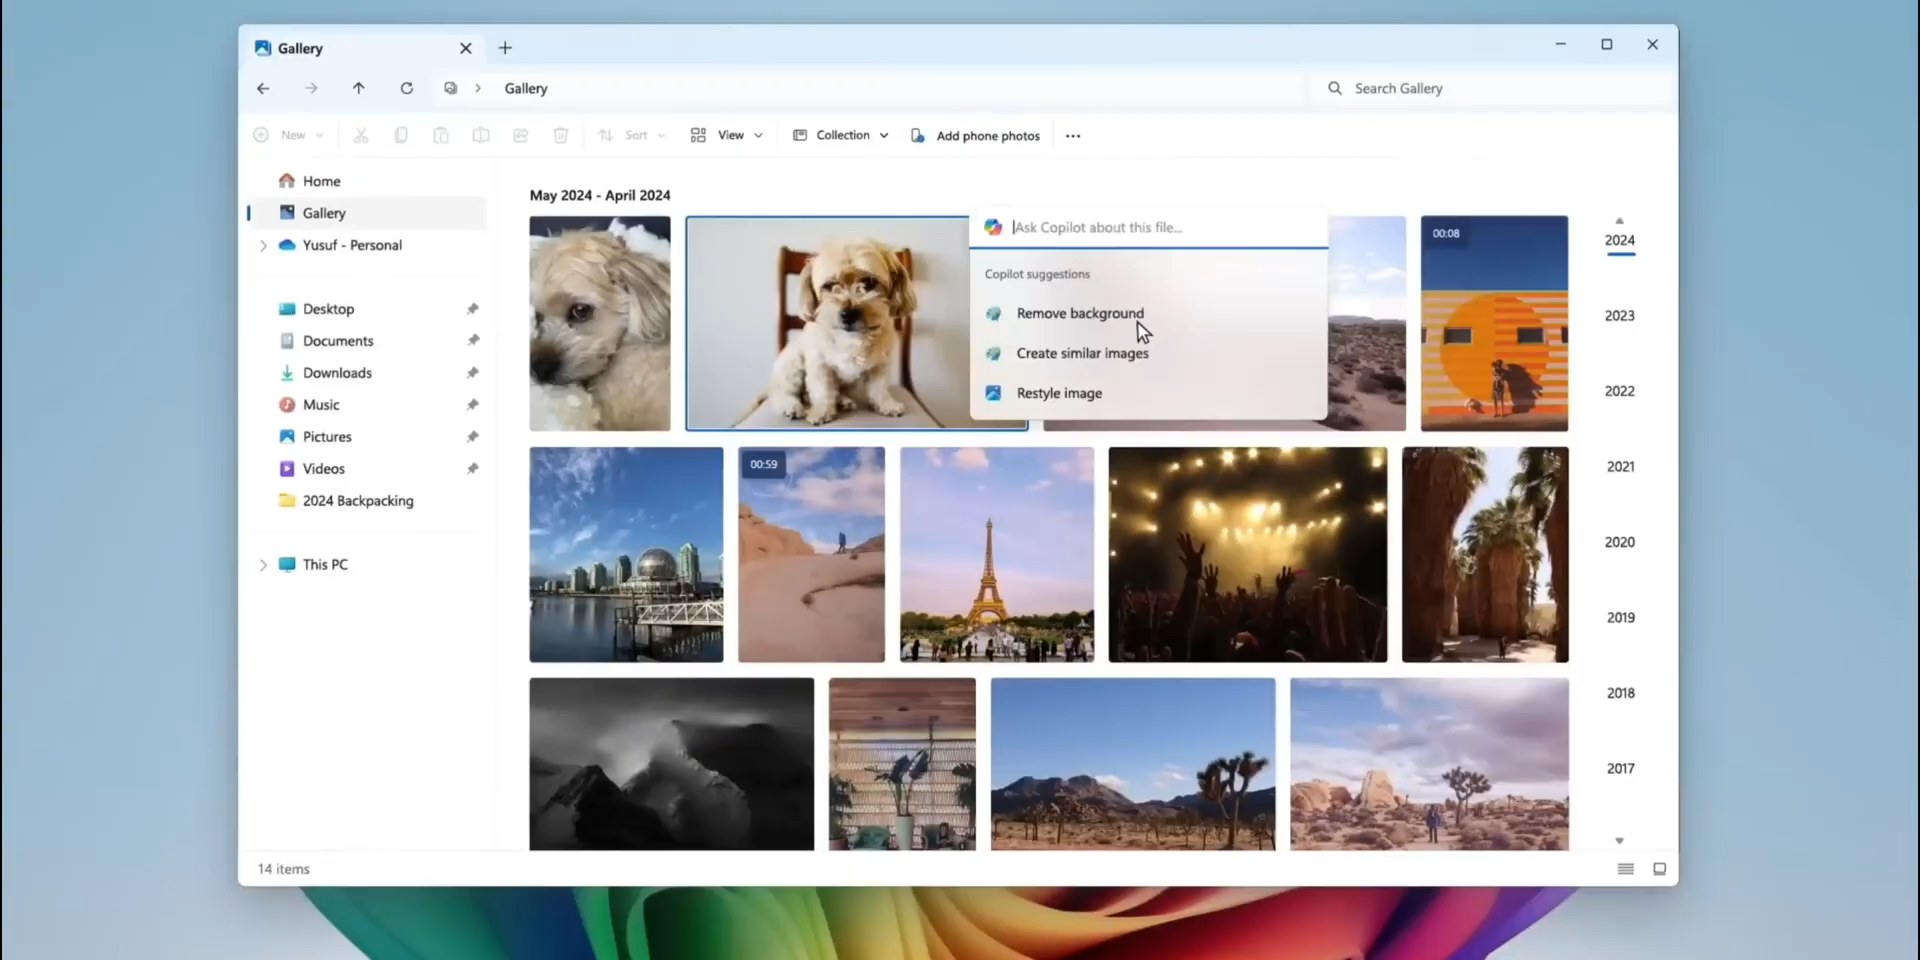 Gallery
Gallery
Search Gallery
New
Sort
View
Collection
Add phone photos
Home
Gallery
Yusuf - Personal
Desktop
Documents
Downloads
Music
Pictures
Videos
2024 Backpacking
This PC
May 2024 - April 2024
Ask Copilot about this file...
Copilot suggestions
Remove background
Create similar images
Restyle image
00:08
00:59
2024
2023
2022
2021
2020
2019
2018
2017
14 items